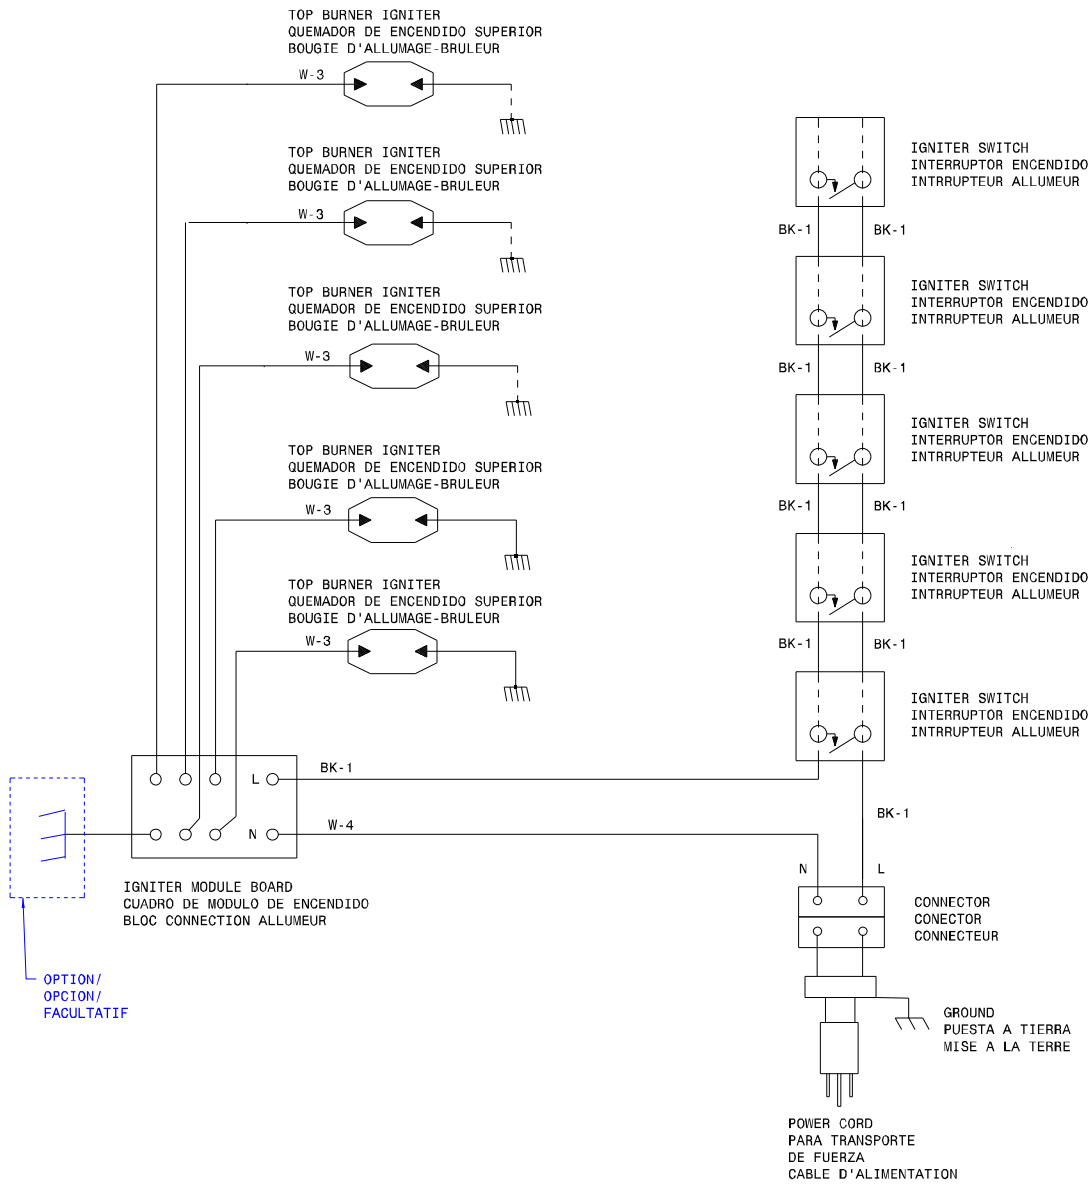 TOP BURNER IGNITER
QUEMADOR DE ENCENDIDO SUPERIOR
BOUGIE D'ALLUMAGE-BRULEUR
W-3
TOP BURNER IGNITER
QUEMADOR DE ENCENDIDO SUPERIOR
BOUGIE D'ALLUMAGE-BRULEUR
W-3
TOP BURNER IGNITER
QUEMADOR DE ENCENDIDO SUPERIOR
BOUGIE D'ALLUMAGE-BRULEUR
W-3
TOP BURNER IGNITER
QUEMADOR DE ENCENDIDO SUPERIOR
BOUGIE D'ALLUMAGE-BRULEUR
W-3
TOP BURNER IGNITER
QUEMADOR DE ENCENDIDO SUPERIOR
BOUGIE D'ALLUMAGE-BRULEUR
W-3
IGNITER SWITCH
INTERRUPTOR ENCENDIDO
INTRRUPTEUR ALLUMEUR
BK-1 BK-1
IGNITER SWITCH
INTERRUPTOR ENCENDIDO
INTRRUPTEUR ALLUMEUR
BK-1 BK-1
IGNITER SWITCH
INTERRUPTOR ENCENDIDO
INTRRUPTEUR ALLUMEUR
BK-1 BK-1
IGNITER SWITCH
INTERRUPTOR ENCENDIDO
INTRRUPTEUR ALLUMEUR
BK-1 BK-1
IGNITER SWITCH
INTERRUPTOR ENCENDIDO
INTRRUPTEUR ALLUMEUR
L BK-1
BK-1
N W-4
N L
IGNITER MODULE BOARD
CUADRO DE MODULO DE ENCENDIDO
BLOC CONNECTION ALLUMEUR
CONNECTOR
CONECTOR
CONNECTEUR
OPTION/
OPCION/
FACULTATIF
GROUND
PUESTA A TIERRA
MISE A LA TERRE
POWER CORD
PARA TRANSPORTE
DE FUERZA
CABLE D'ALIMENTATION